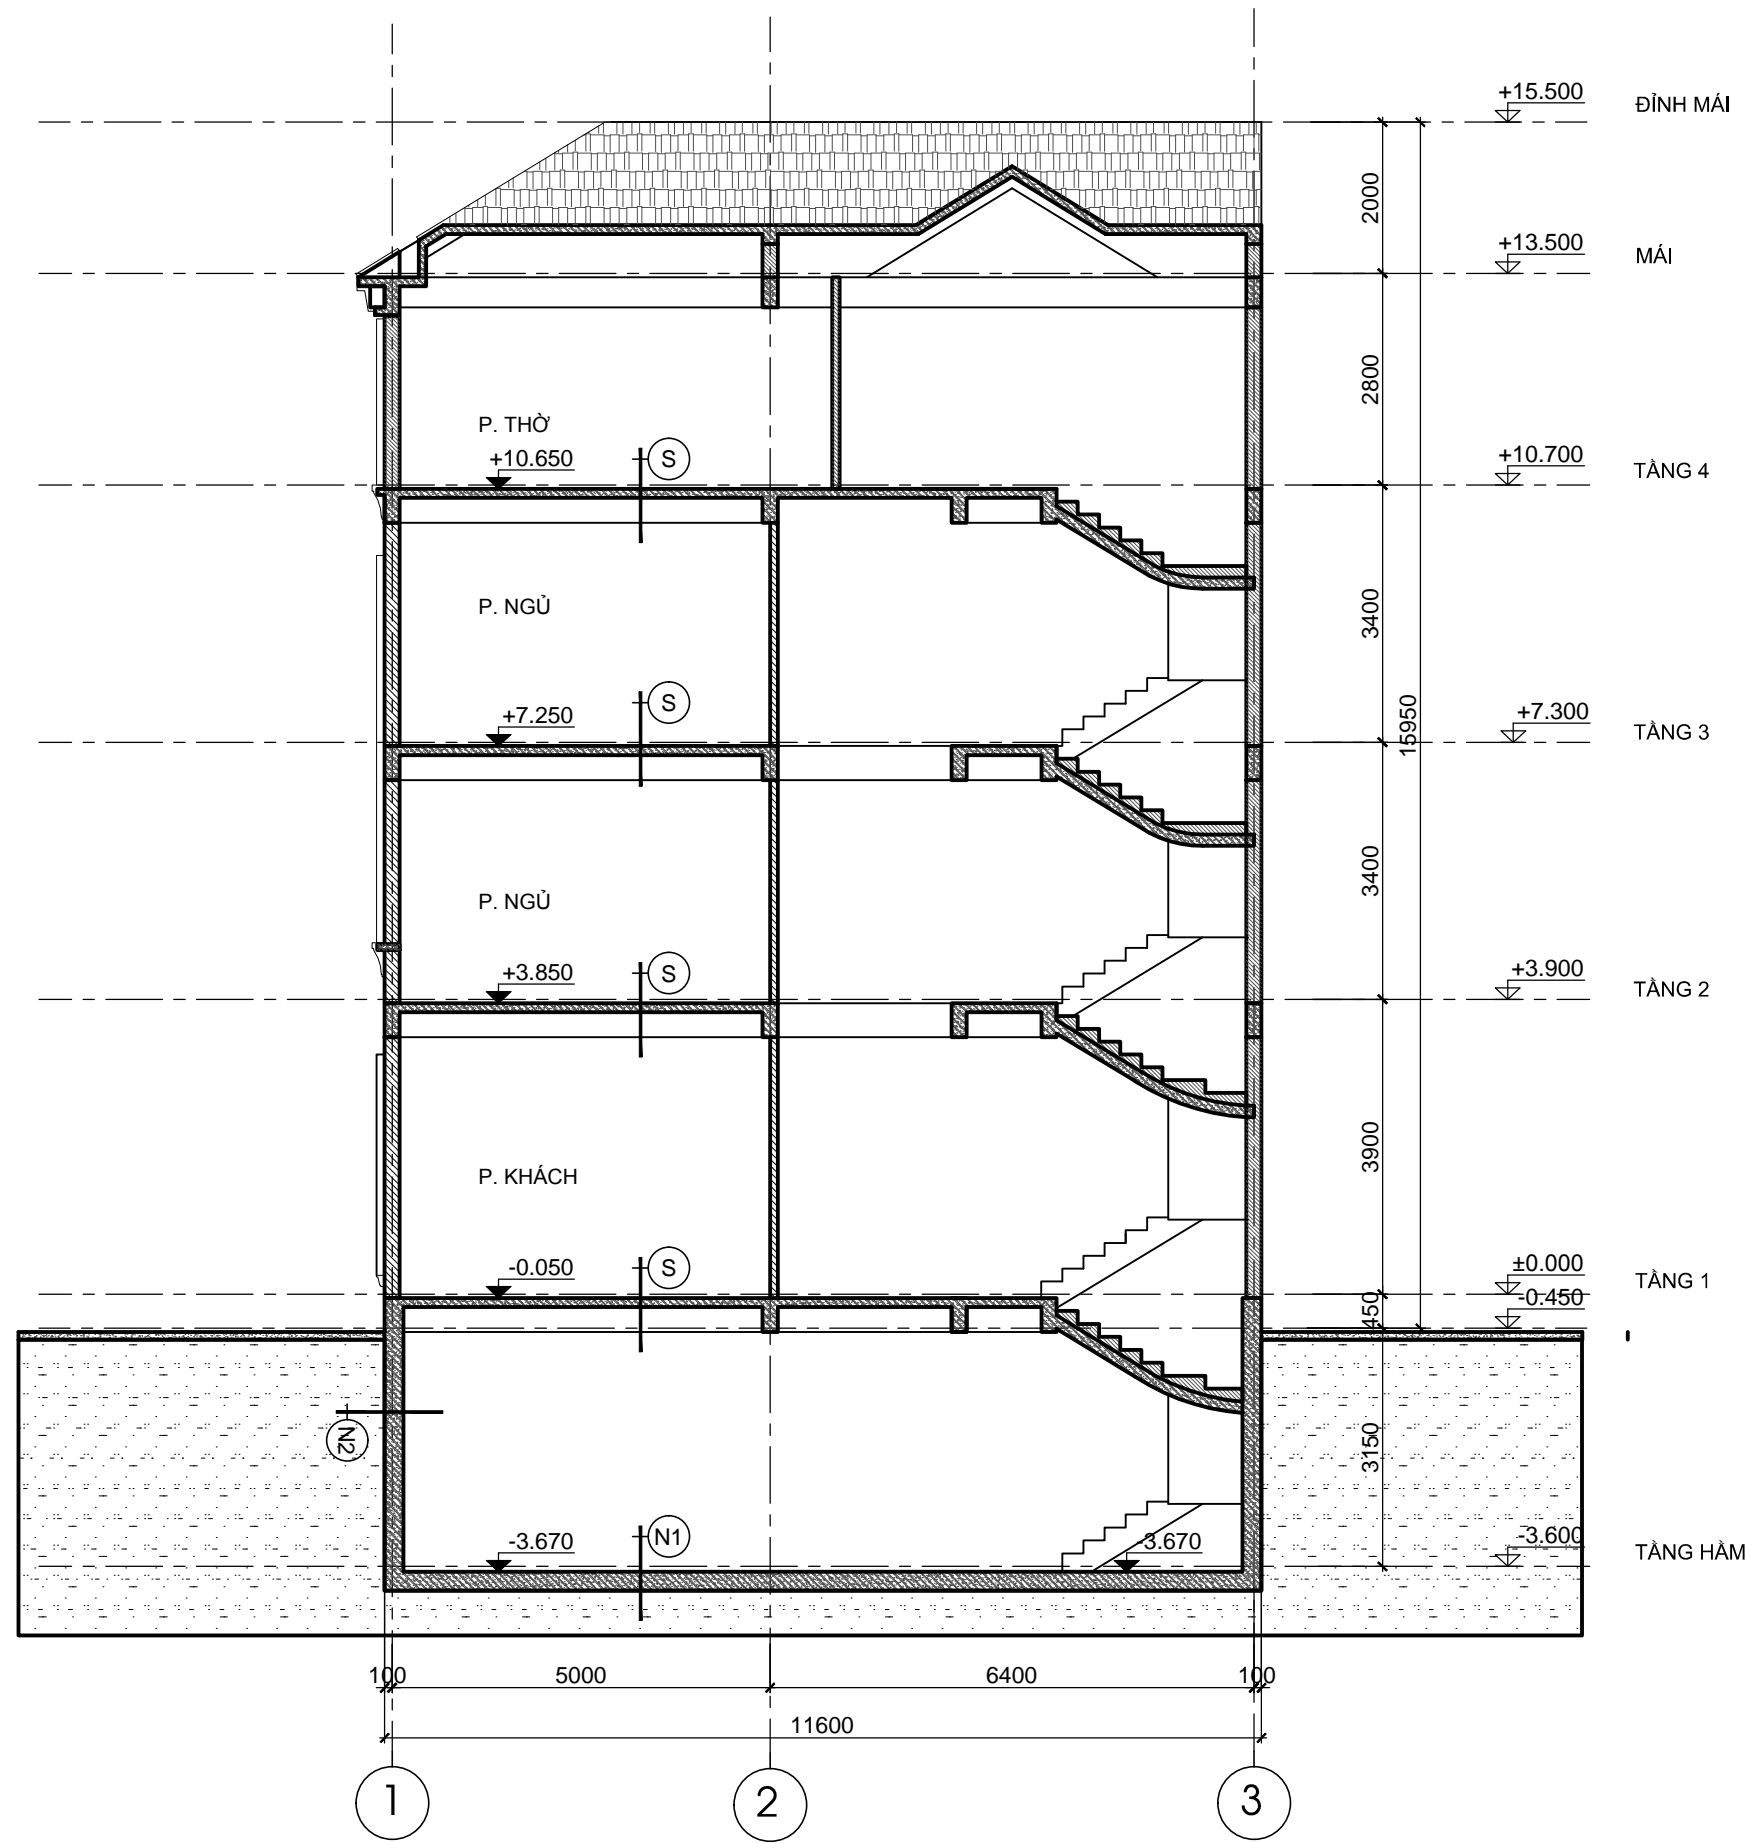 +15.500
ĐỈNH MÁI
2000
+13.500
MÁI
2800
P. THỜ
+10.650
S
+10.700
TẦNG 4
P. NGỦ
3400
+7.250
S
15950
+7.300
TẦNG 3
P. NGỦ
3400
+3.850
S
+3.900
TẦNG 2
P. KHÁCH
3900
-0.050
S
±0.000
TẦNG 1
450
-0.450
N2
3150
-3.670
N1
-3.670
-3.600
TẦNG HẦM
100
5000
6400
100
11600
1
2
3